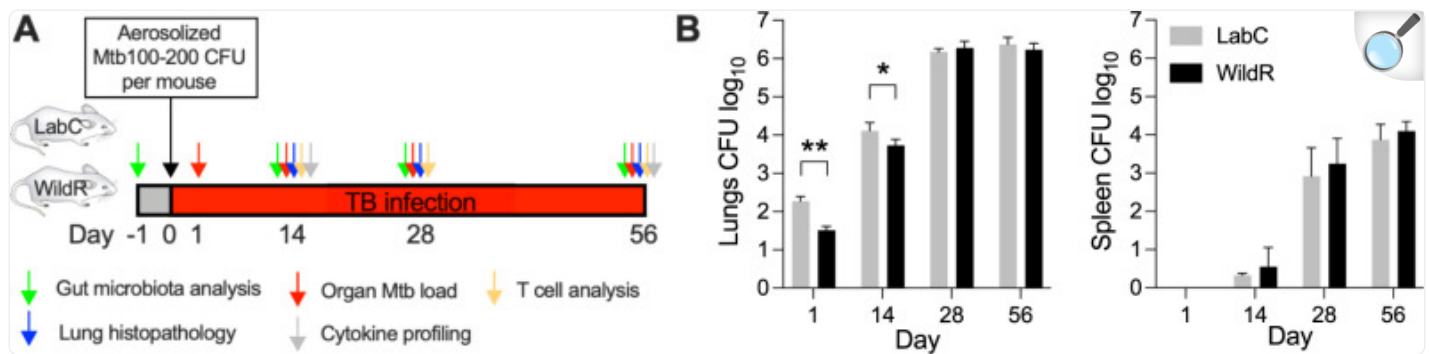 A
Aerosolized
Mtb100-200 CFU
per mouse
LabC
WildR
TB infection
Day -1 0 1 14 28 56
Gut microbiota analysis
Organ Mtb load
T cell analysis
Lung histopathology
Cytokine profiling
B
Lungs CFU log10
7
6
5
4
3
2
1
0
**
*
1 14 28 56
Day
Spleen CFU log10
7
6
5
4
3
2
1
0
LabC
WildR
1 14 28 56
Day